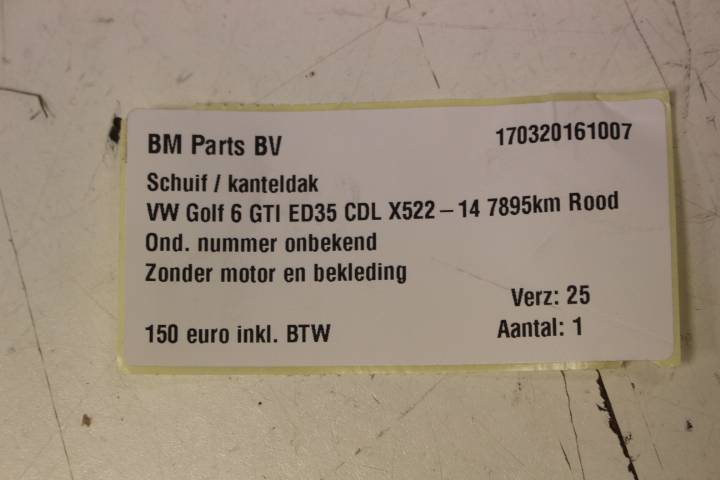 BM Parts BV 170320161007
Schuif / kanteldak
VW Golf 6 GTI ED35 CDL X522 – 14 7895km Rood
Ond. nummer onbekend
Zonder motor en bekleding
Verz: 25
150 euro inkl. BTW Aantal: 1